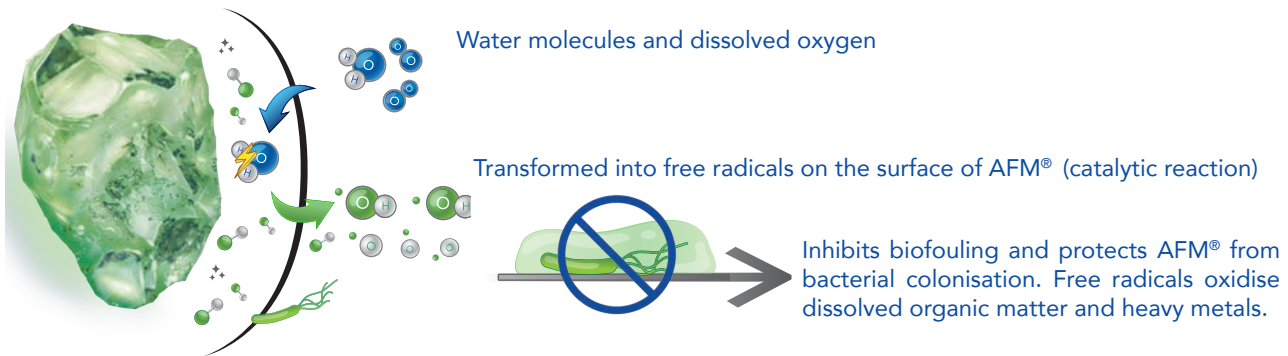 Water molecules and dissolved oxygen
H
O
H
O
O
O
O
H
O
H
Transformed into free radicals on the surface of AFM® (catalytic reaction)
O
H
O
H
O
O
O
Inhibits biofouling and protects AFM® from
bacterial colonisation. Free radicals oxidise
dissolved organic matter and heavy metals.